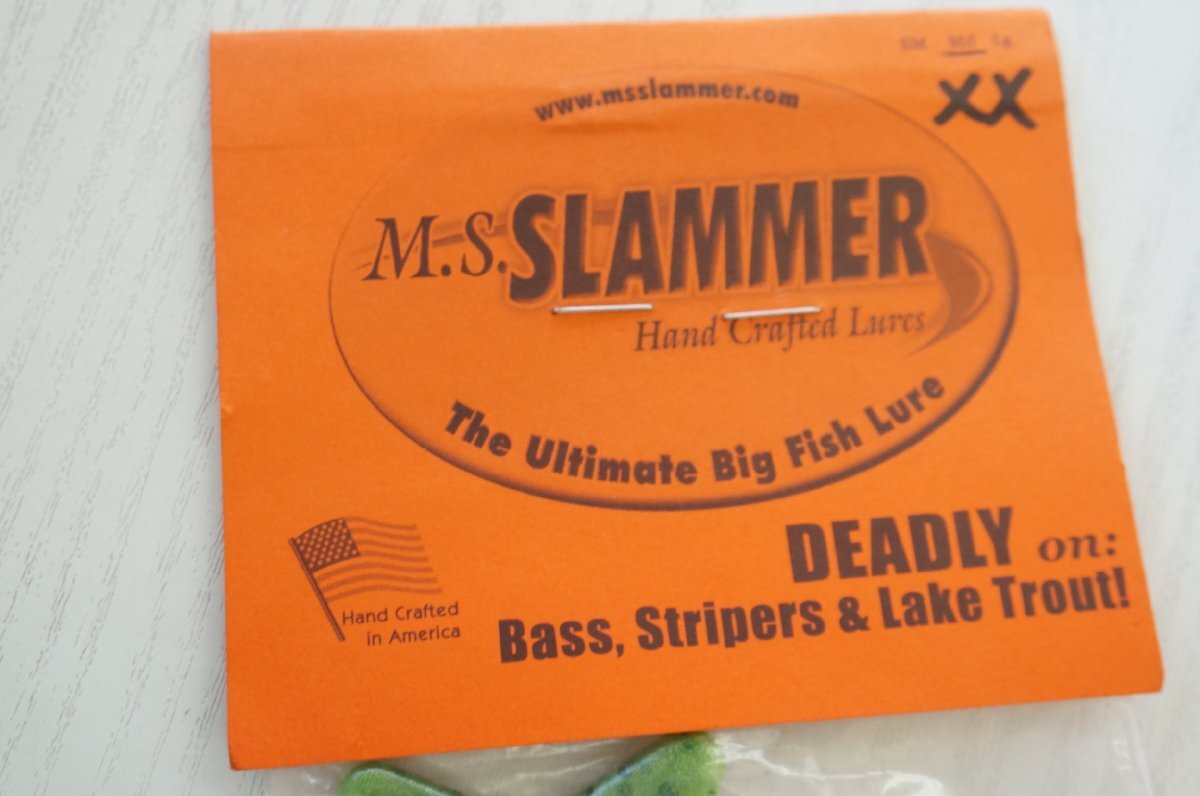 SM Md Lg
XX
www.msslammer.com
M.S. SLAMMER
Hand Crafted Lures
The Ultimate Big Fish Lure
DEADLY on:
Bass, Stripers & Lake Trout!
Hand Crafted
in America